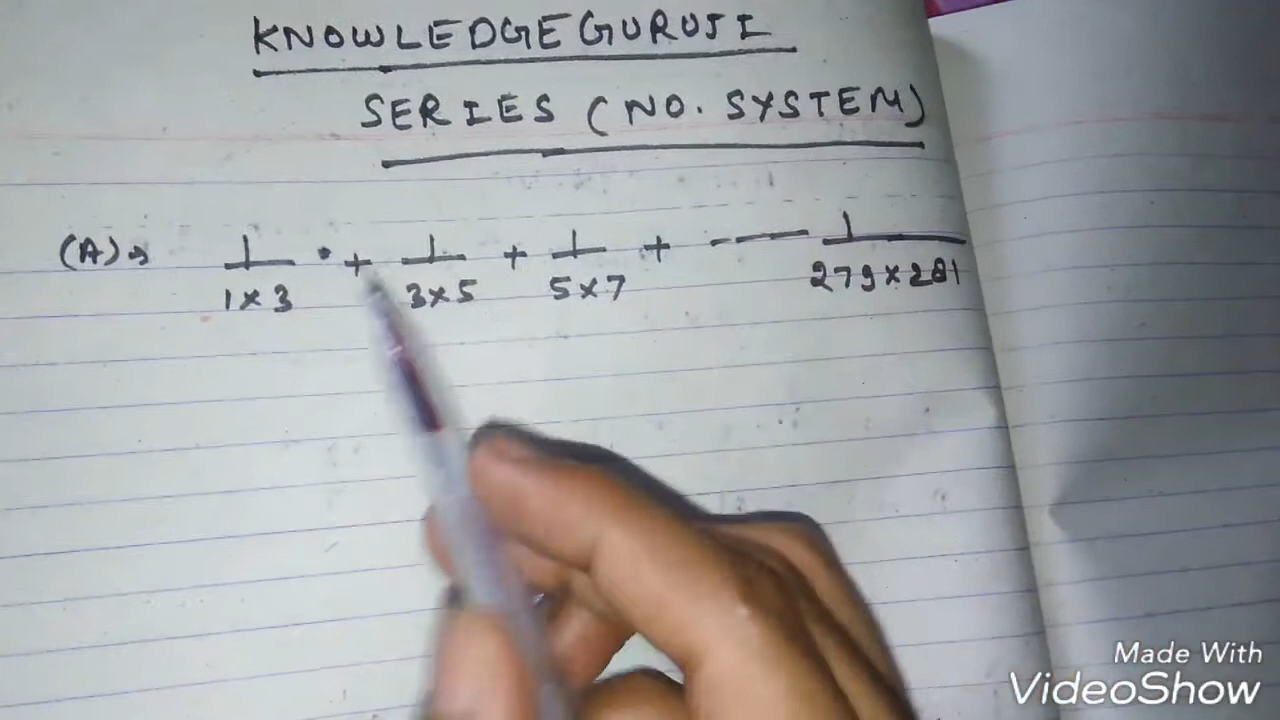 KNOWLEDGEGURUJI
SERIES (NO. SYSTEM)
(A)→ 1/1×3 + 1/3×5 + 1/5×7 + --- 1/279×281
Made With
VideoShow